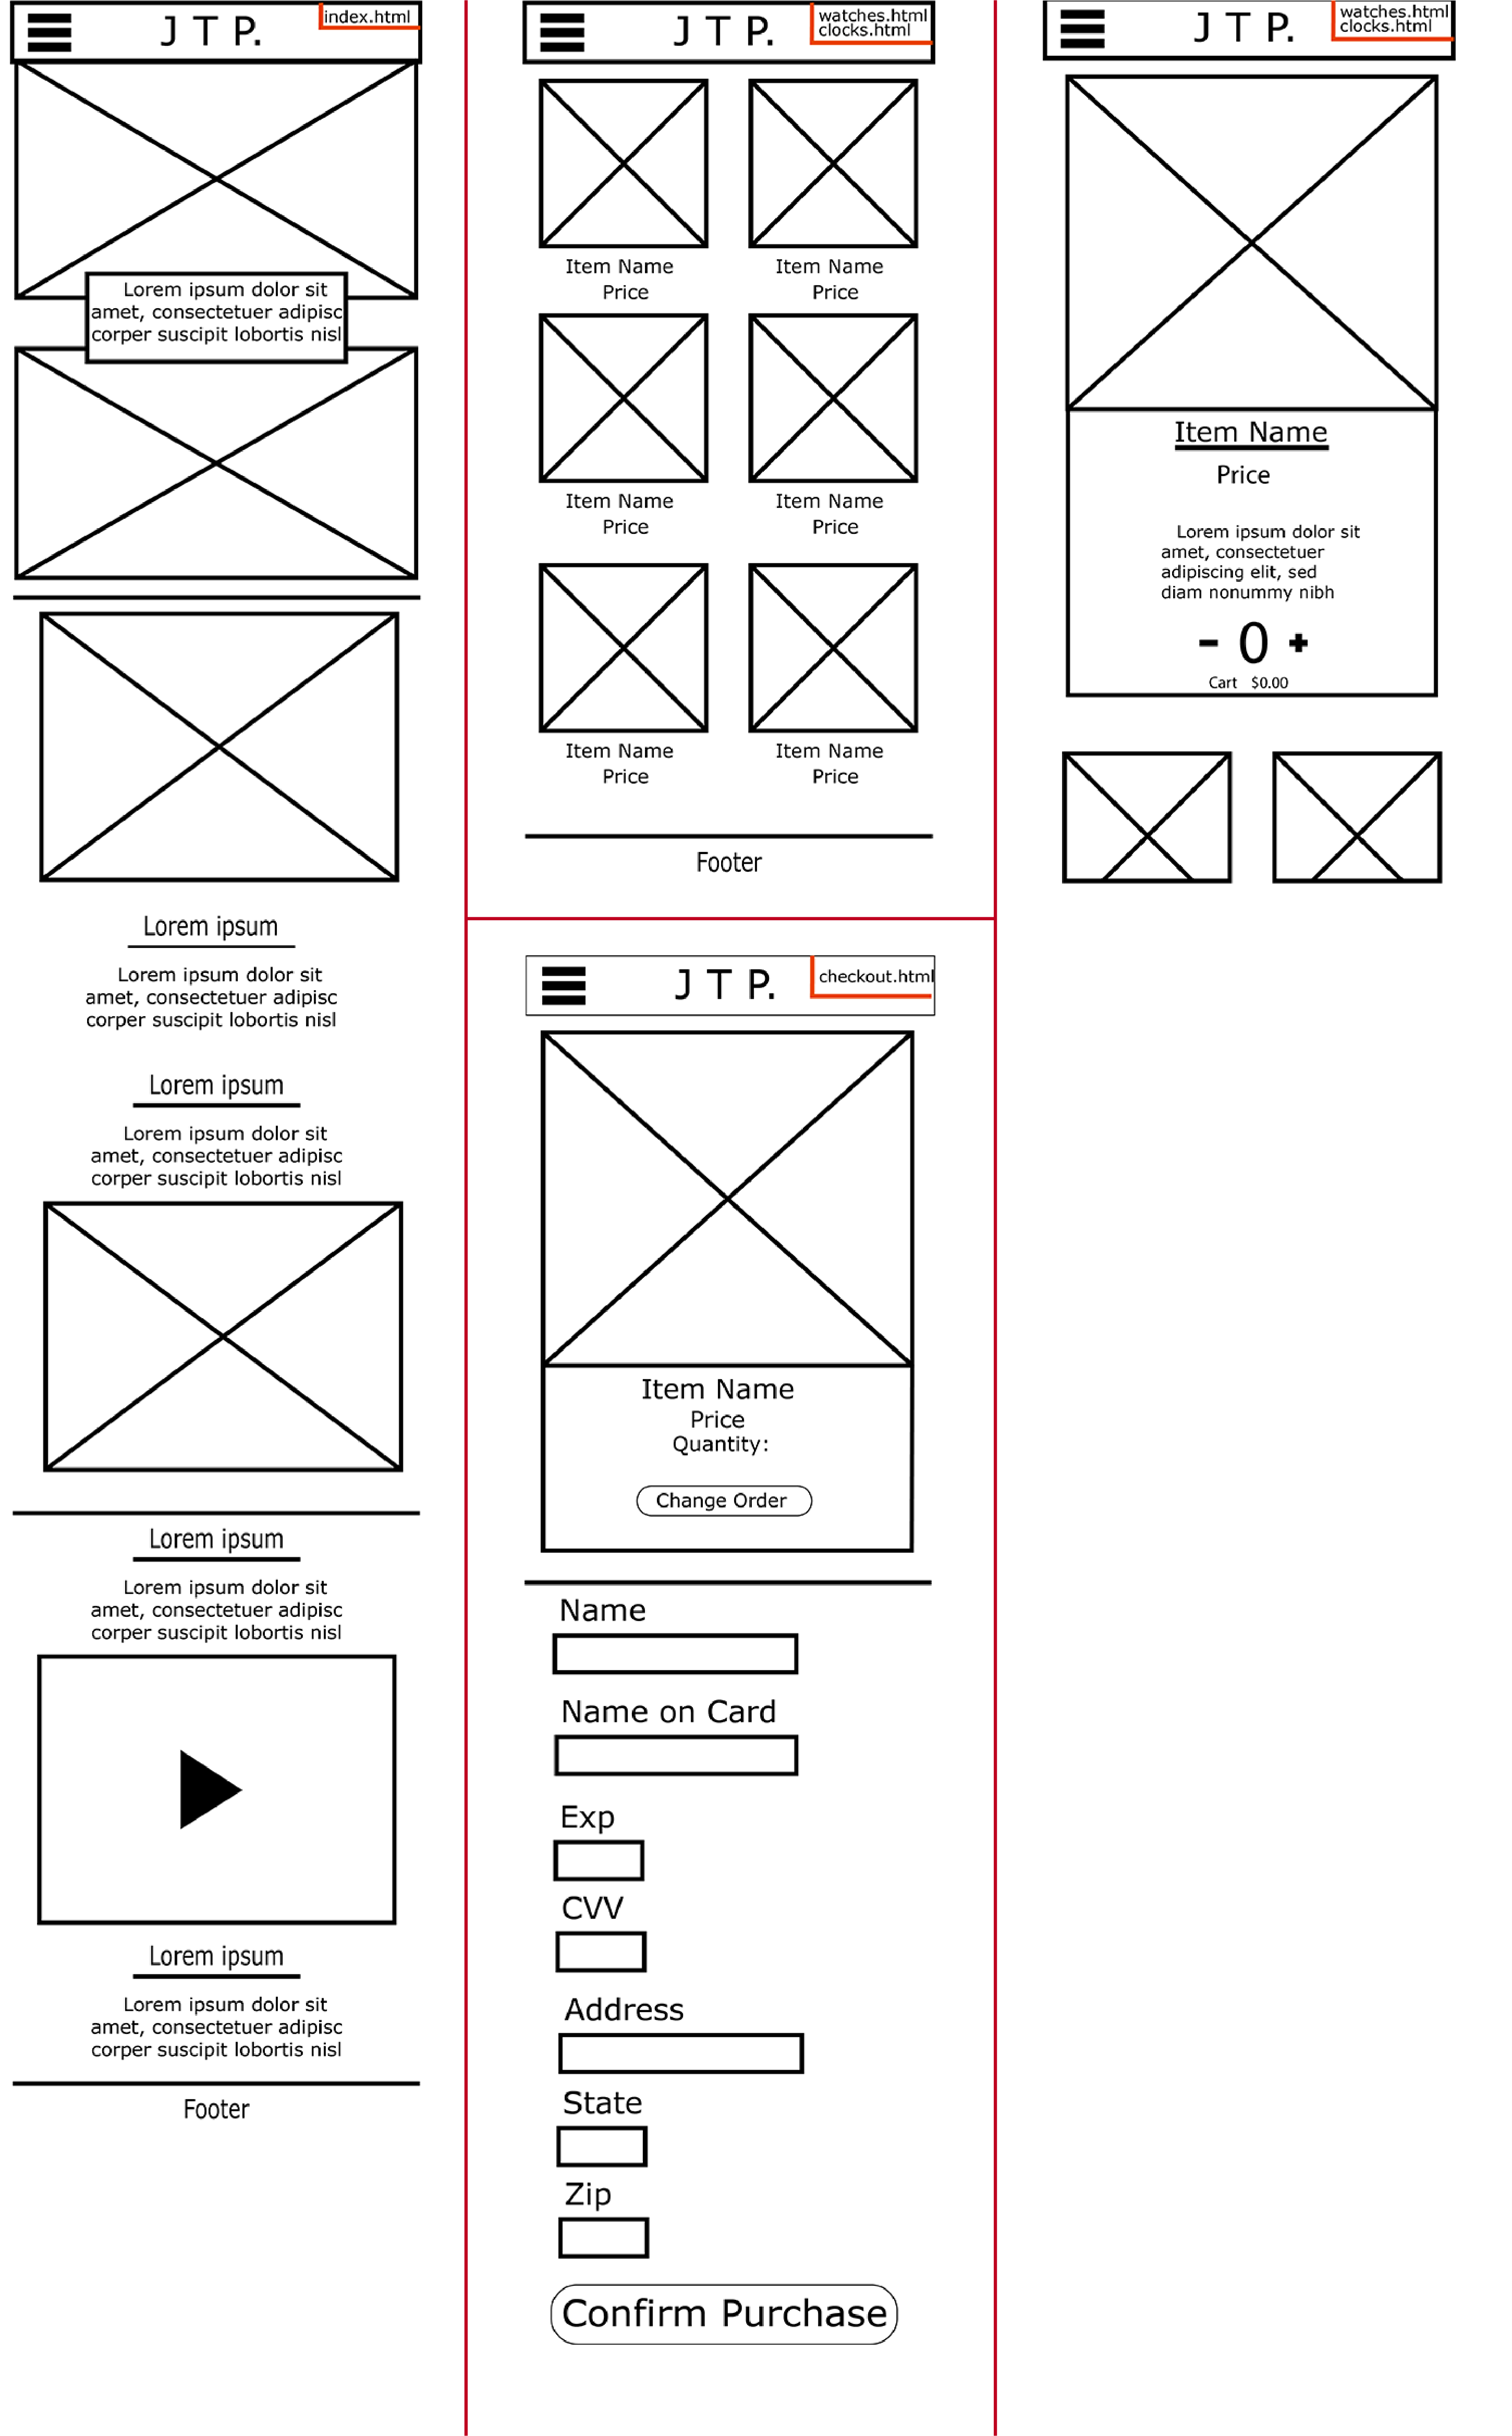 J T P.
index.html
Lorem ipsum dolor sit
amet, consectetuer adipisc
corper suscipit lobortis nisl
Lorem ipsum
Lorem ipsum dolor sit
amet, consectetuer adipisc
corper suscipit lobortis nisl
Lorem ipsum
Lorem ipsum dolor sit
amet, consectetuer adipisc
corper suscipit lobortis nisl
Lorem ipsum
Lorem ipsum dolor sit
amet, consectetuer adipisc
corper suscipit lobortis nisl
Lorem ipsum
Lorem ipsum dolor sit
amet, consectetuer adipisc
corper suscipit lobortis nisl
Footer
J T P.
watches.html
clocks.html
Item Name Item Name
Price Price
Item Name Item Name
Price Price
Item Name Item Name
Price Price
Footer
J T P.
checkout.html
Item Name
Price
Quantity:
Change Order
Name
Name on Card
Exp
CVV
Address
State
Zip
Confirm Purchase
J T P.
watches.html
clocks.html
Item Name
Price
Lorem ipsum dolor sit
amet, consectetuer
adipiscing elit, sed
diam nonummy nibh
- 0 +
Cart $0.00